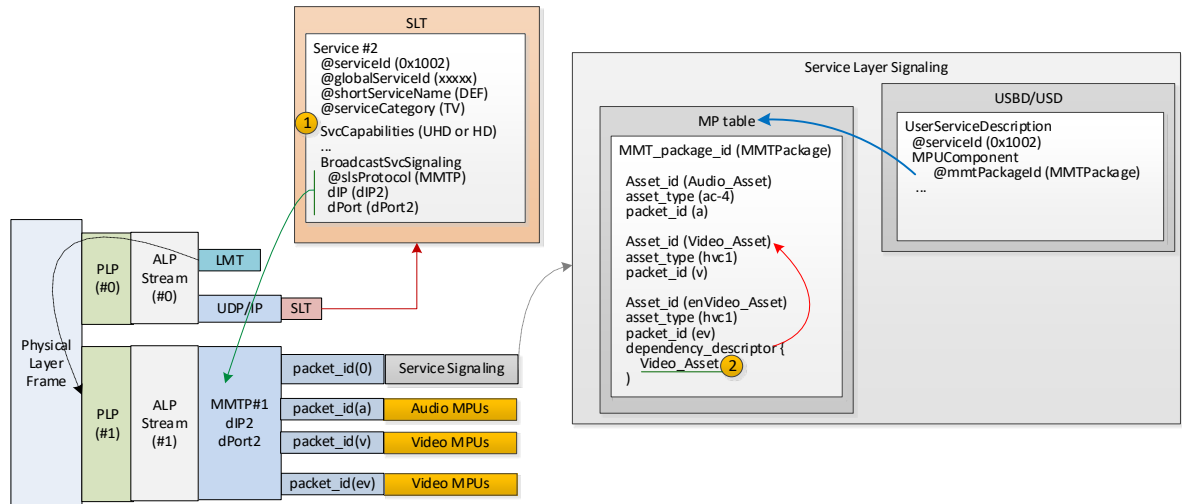 SLT
Service #2
@serviceId (0x1002)
@globalServiceId (xxxxx)
@shortServiceName (DEF)
@serviceCategory (TV)
1
SvcCapabilities (UHD or HD)
...
BroadcastSvcSignaling
@slsProtocol (MMTP)
dIP (dIP2)
dPort (dPort2)
Service Layer Signaling
MP table
MMT_package_id (MMTPackage)
Asset_id (Audio_Asset)
asset_type (ac-4)
packet_id (a)
Asset_id (Video_Asset)
asset_type (hvc1)
packet_id (v)
Asset_id (enVideo_Asset)
asset_type (hvc1)
packet_id (ev)
dependency_descriptor {
Video_Asset
2
)
USBD/USD
UserServiceDescription
@serviceId (0x1002)
MPUComponent
@mmtPackageId (MMTPackage)
...
Physical
Layer
Frame
PLP
(#0)
ALP
Stream
(#0)
LMT
UDP/IP
SLT
PLP
(#1)
ALP
Stream
(#1)
MMTP#1
dIP2
dPort2
packet_id(0)
Service Signaling
packet_id(a)
Audio MPUs
packet_id(v)
Video MPUs
packet_id(ev)
Video MPUs